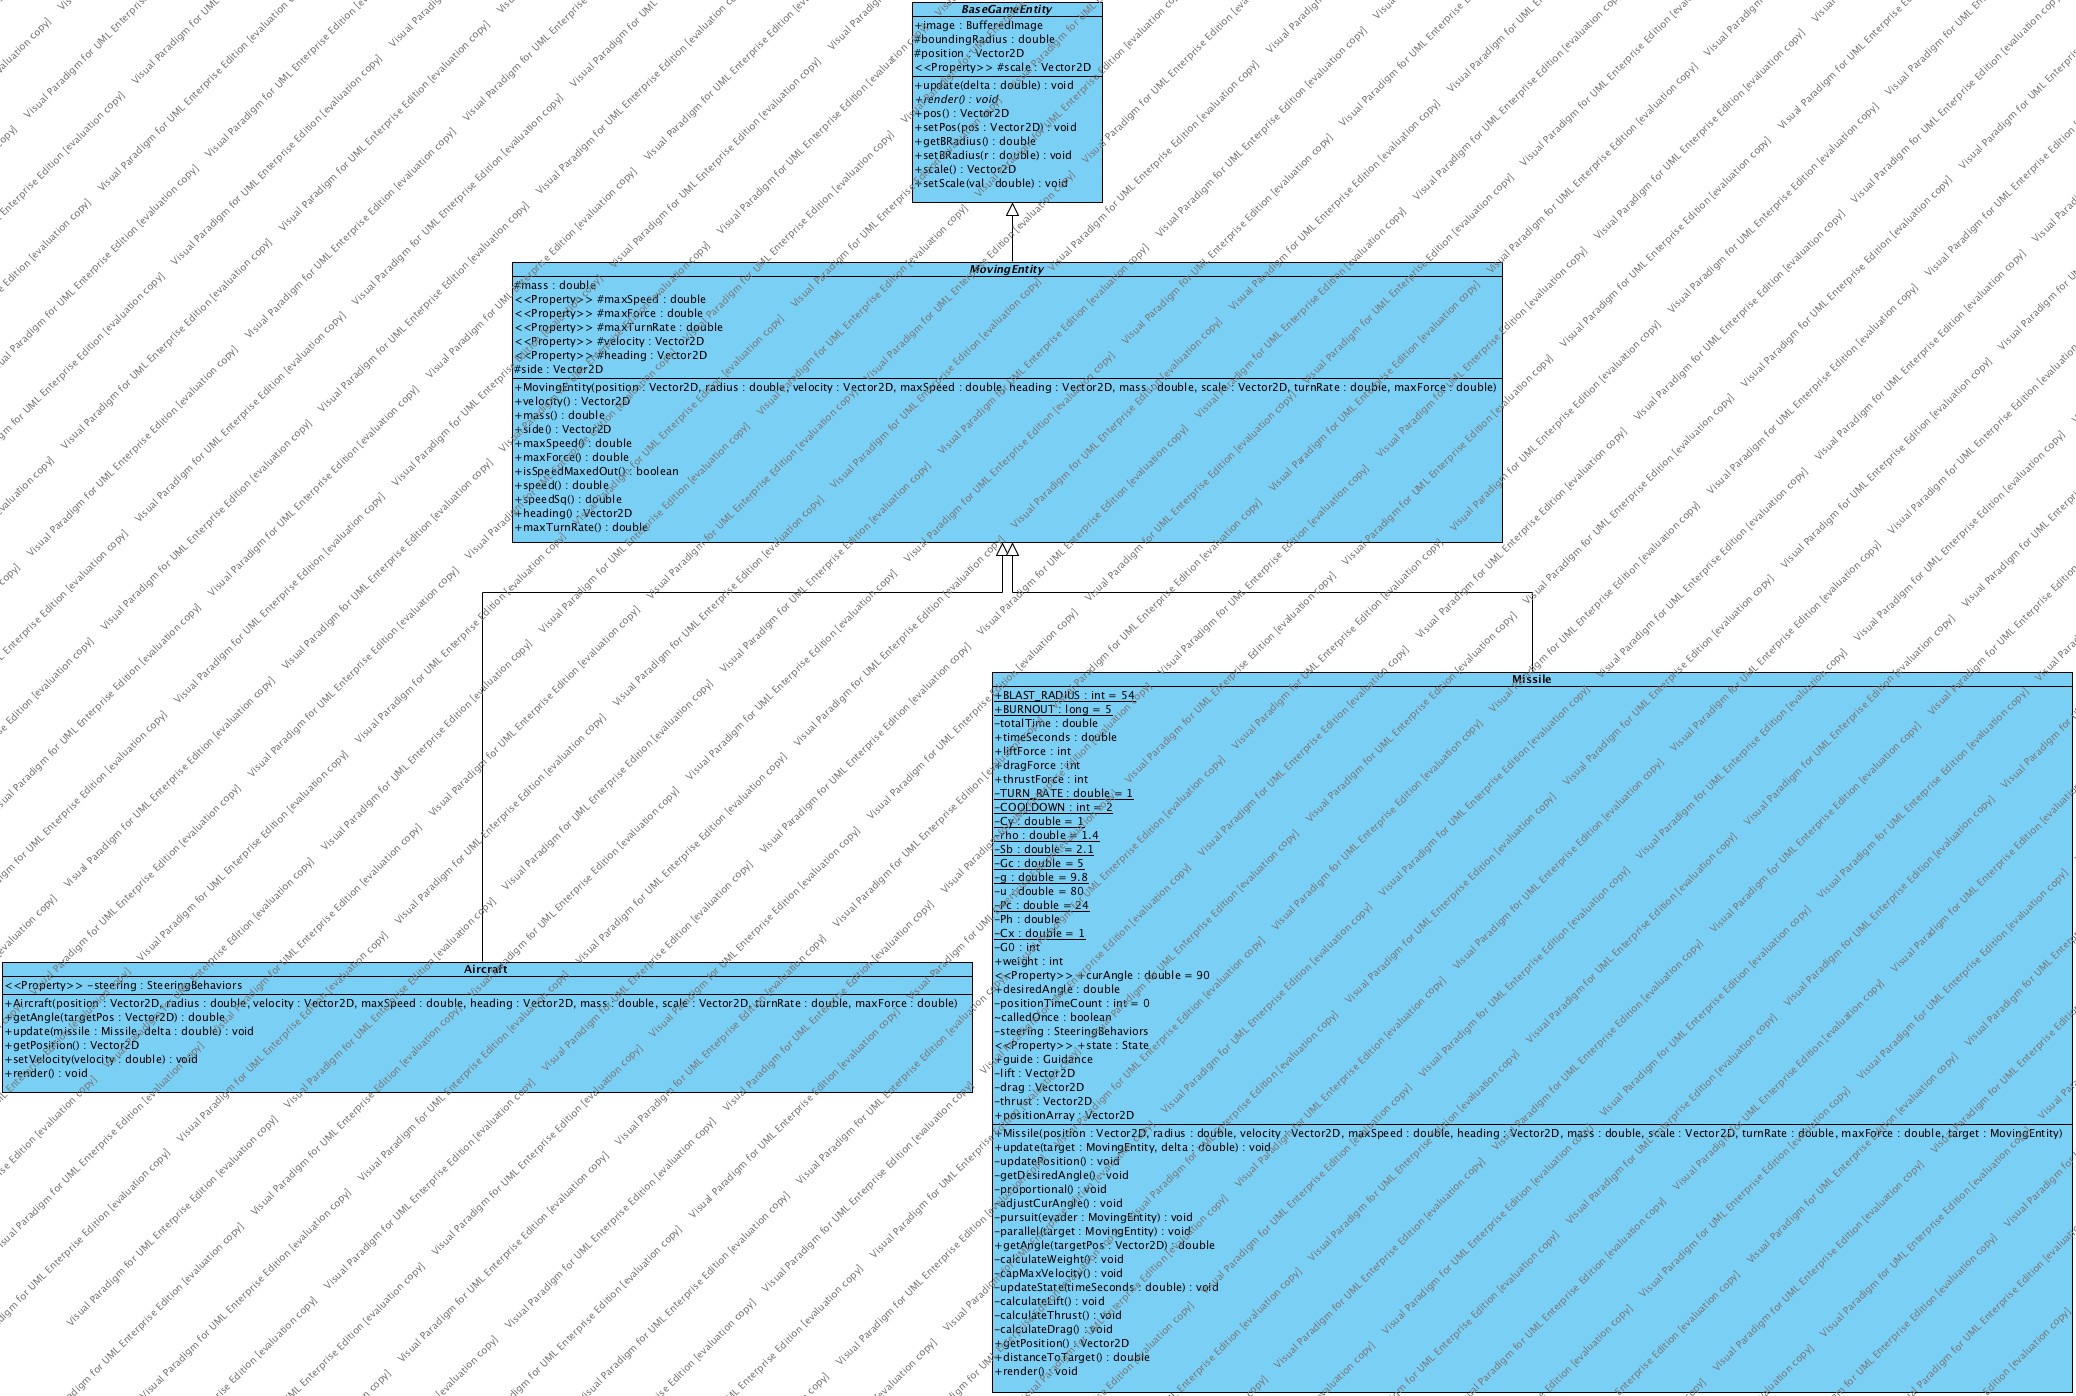 BaseGameEntity
+image : BufferedImage
#boundingRadius : double
#position : Vector2D
<<Property>> #scale : Vector2D
+update(delta : double) : void
+render() : void
+pos() : Vector2D
+setPos(pos : Vector2D) : void
+getBRadius() : double
+setBRadius(r : double) : void
+scale() : Vector2D
+setScale(val : double) : void
MovingEntity
#mass : double
<<Property>> #maxSpeed : double
<<Property>> #maxForce : double
<<Property>> #maxTurnRate : double
<<Property>> #velocity : Vector2D
<<Property>> #heading : Vector2D
#side : Vector2D
+MovingEntity(position : Vector2D, radius : double, velocity : Vector2D, maxSpeed : double, heading : Vector2D, mass : double, scale : Vector2D, turnRate : double, maxForce : double)
+velocity() : Vector2D
+mass() : double
+side() : Vector2D
+maxSpeed() : double
+maxForce() : double
+isSpeedMaxedOut() : boolean
+speed() : double
+speedSq() : double
+heading() : Vector2D
+maxTurnRate() : double
Aircraft
<<Property>> -steering : SteeringBehaviors
+Aircraft(position : Vector2D, radius : double, velocity : Vector2D, maxSpeed : double, heading : Vector2D, mass : double, scale : Vector2D, turnRate : double, maxForce : double)
+getAngle(targetPos : Vector2D) : double
+update(missile : Missile, delta : double) : void
+getPosition() : Vector2D
+setVelocity(velocity : double) : void
+render() : void
Missile
+BLAST_RADIUS : int = 54
+BURNOUT : long = 5
-totalTime : double
+timeSeconds : double
+liftForce : int
+dragForce : int
+thrustForce : int
-TURN_RATE : double = 1
-COOLDOWN : int = 2
-Cy : double = 1
-rho : double = 1.4
-Sb : double = 2.1
-Gc : double = 5
-g : double = 9.8
-u : double = 80
-Pc : double = 24
-Ph : double
-Cx : double = 1
-G0 : int
+weight : int
<<Property>> +curAngle : double = 90
+desiredAngle : double
-positionTimeCount : int = 0
~calledOnce : boolean
-steering : SteeringBehaviors
<<Property>> +state : State
+guide : Guidance
-lift : Vector2D
-drag : Vector2D
-thrust : Vector2D
+positionArray : Vector2D
+Missile(position : Vector2D, radius : double, velocity : Vector2D, maxSpeed : double, heading : Vector2D, mass : double, scale : Vector2D, turnRate : double, maxForce : double, target : MovingEntity)
+update(target : MovingEntity, delta : double) : void
-updatePosition() : void
-getDesiredAngle() : void
-proportional() : void
-adjustCurAngle() : void
-pursuit(evader : MovingEntity) : void
-parallel(target : MovingEntity) : void
+getAngle(targetPos : Vector2D) : double
-calculateWeight() : void
-capMaxVelocity() : void
-updateState(timeSeconds : double) : void
-calculateLift() : void
-calculateThrust() : void
-calculateDrag() : void
+getPosition() : Vector2D
+distanceToTarget() : double
+render() : void
Visual Paradigm for UML Enterprise Edition [evaluation copy]